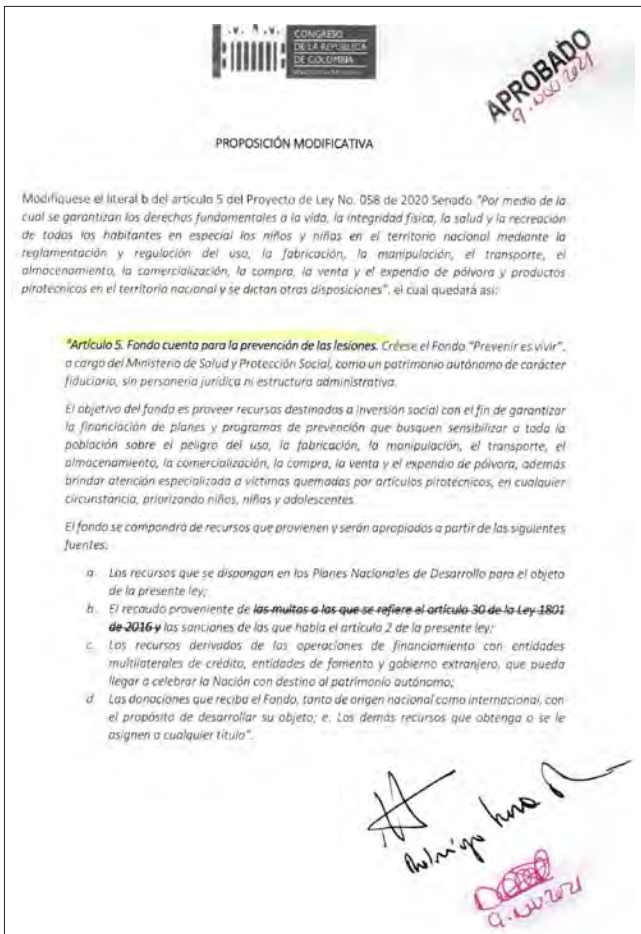 CONGRESO
DE LA REPÚBLICA
DE COLOMBIA
APROBADO
9. NOV 2021
PROPOSICIÓN MODIFICATIVA
Modifíquese el literal b del artículo 5 del Proyecto de Ley No. 058 de 2020 Senado "Por medio de la
cual se garantizan los derechos fundamentales a la vida, la integridad física, la salud y la recreación
de todos los habitantes en especial los niños y niñas en el territorio nacional mediante la
reglamentación y regulación del uso, la fabricación, la manipulación, el transporte, el
almacenamiento, la comercialización, la compra, la venta y el expendio de pólvora y productos
pirotécnicos en el territorio nacional y se dictan otras disposiciones", el cual quedará así:
"Artículo 5. Fondo cuenta para la prevención de las lesiones. Créese el Fondo "Prevenir es vivir",
a cargo del Ministerio de Salud y Protección Social, como un patrimonio autónomo de carácter
fiduciario, sin personería jurídica ni estructura administrativa.
El objetivo del fondo es proveer recursos destinados a inversión social con el fin de garantizar
la financiación de planes y programas de prevención que busquen sensibilizar a toda la
población sobre el peligro del uso, la fabricación, la manipulación, el transporte, el
almacenamiento, la comercialización, la compra, la venta y el expendio de pólvora, además
brindar atención especializada a víctimas quemadas por artículos pirotécnicos, en cualquier
circunstancia, priorizando niños, niñas y adolescentes.
El fondo se compondrá de recursos que provienen y serán apropiados a partir de las siguientes
fuentes:
a. Los recursos que se dispongan en los Planes Nacionales de Desarrollo para el objeto
de la presente ley;
b. El recaudo proveniente de las multas a las que se refiere el artículo 30 de la Ley 1801
de 2016 y las sanciones de las que habla el artículo 2 de la presente ley;
c. Los recursos derivados de las operaciones de financiamiento con entidades
multilaterales de crédito, entidades de fomento y gobierno extranjero, que pueda
llegar a celebrar la Nación con destino al patrimonio autónomo;
d. Las donaciones que reciba el Fondo, tanto de origen nacional como internacional, con
el propósito de desarrollar su objeto; e. Los demás recursos que obtenga o se le
asignen a cualquier título".
Rodrigo Lara R
9. NOV 2021